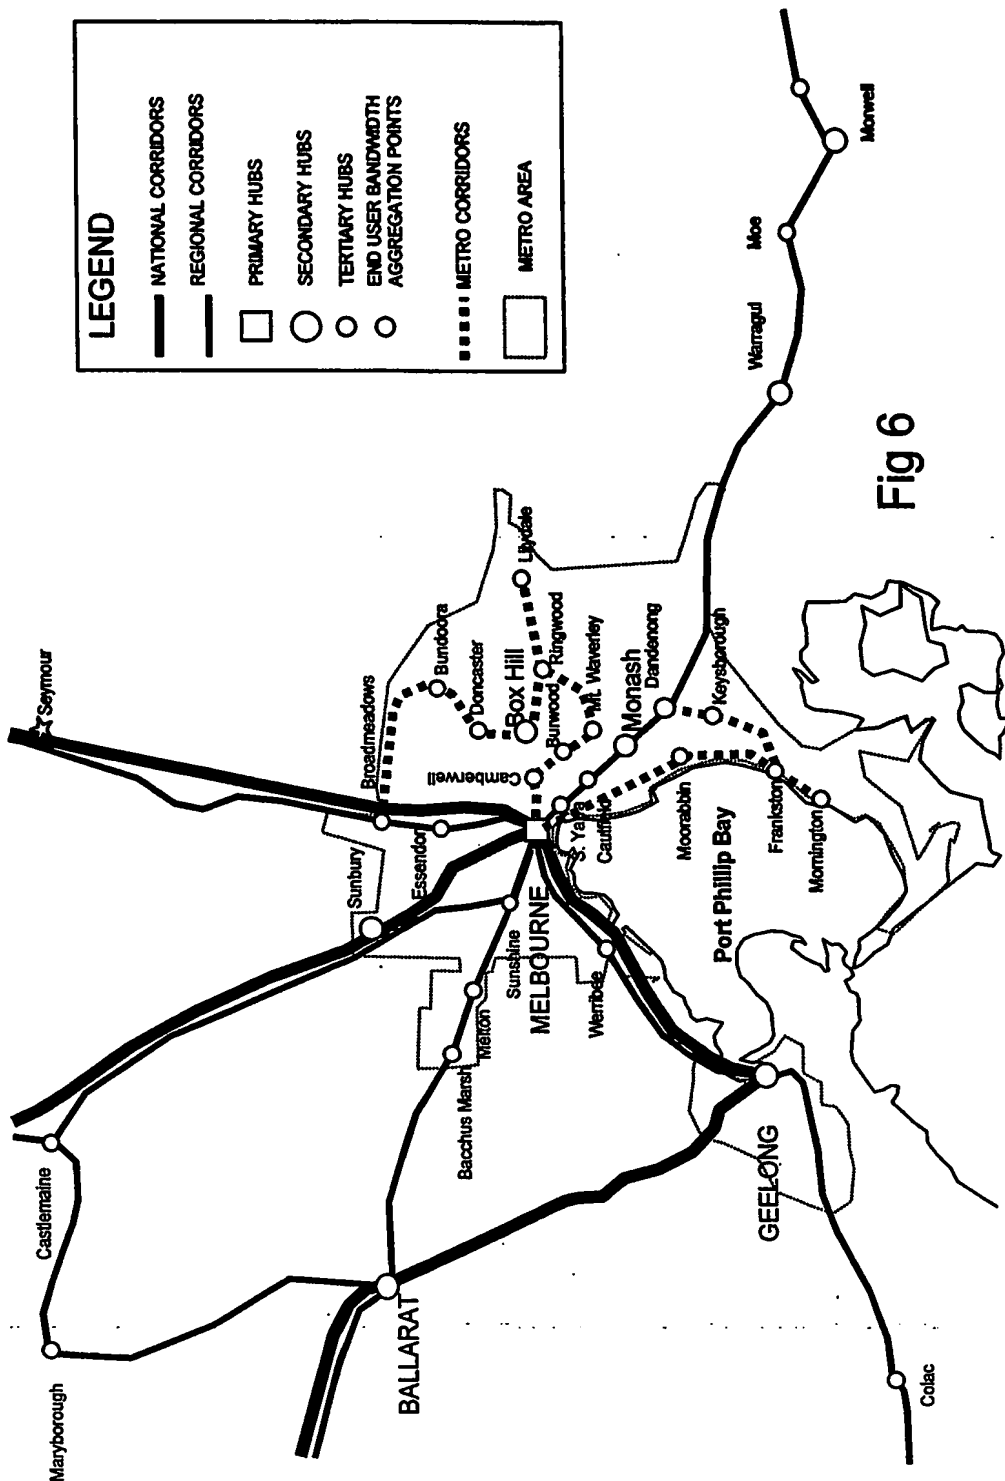 LEGEND
NATIONAL CORRIDORS
REGIONAL CORRIDORS
PRIMARY HUBS
SECONDARY HUBS
TERTIARY HUBS
END USER BANDWIDTH
AGGREGATION POINTS
METRO CORRIDORS
METRO AREA
Seymour
Maryborough
Castlemaine
Sunbury
Broadmeadows
Essendon
Bundoora
Doncaster
Box Hill
Lilydale
Ringwood
Burwood
Camberwell
Mt. Waverley
BALLARAT
Bacchus Marsh
Melton
Sunshine
MELBOURNE
Werribee
S. Yarra
Caulfield
Monash
Dandenong
Keysborough
Moorabbin
Frankston
Mornington
Port Phillip Bay
GEELONG
Colac
Warragul
Moe
Morwell
Fig 6